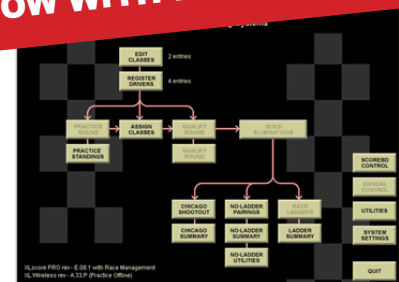 OW WITH
ystems
EDIT CLASSES
2 entries
REGISTER DRIVERS
4 entries
PRACTICE ROUND
ASSIGN CLASSES
QUALIFY ROUND
BUILD ELIMINATIONS
PRACTICE STANDINGS
QUALIFY ROUND
SCOREBD CONTROL
MANUAL CONTROL
CHICAGO SHOOTOUT
NO-LADDER PAIRINGS
RACE LADDERS
UTILITIES
CHICAGO SUMMARY
NO-LADDER SUMMARY
LADDER SUMMARY
SYSTEM SETTINGS
NO-LADDER UTILITIES
XLscore PRO rev - E.08.1 with Race Management
XL Wireless rev - A.33.P (Practice Offline)
QUIT